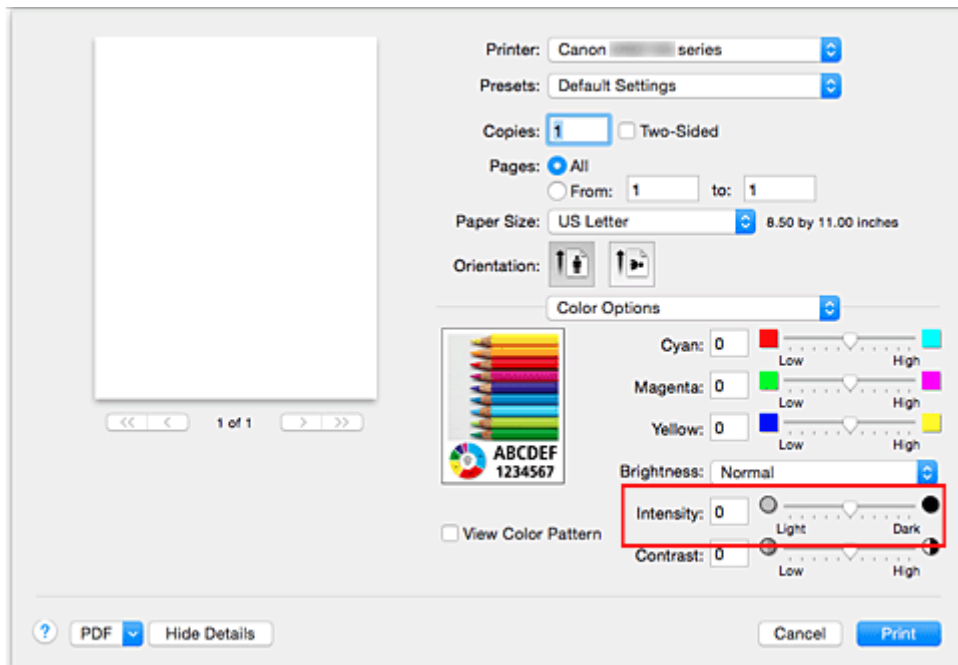 Printer: Canon series
Presets: Default Settings
Copies: 1 Two-Sided
Pages: All
From: 1 to: 1
Paper Size: US Letter 8.50 by 11.00 inches
Orientation:
Color Options
Cyan: 0
Low High
Magenta: 0
Low High
Yellow: 0
Low High
ABCDEF
1234567
Brightness: Normal
Intensity: 0
Light Dark
View Color Pattern
Contrast: 0
Low High
<< < 1 of 1 > >>
? PDF Hide Details Cancel Print